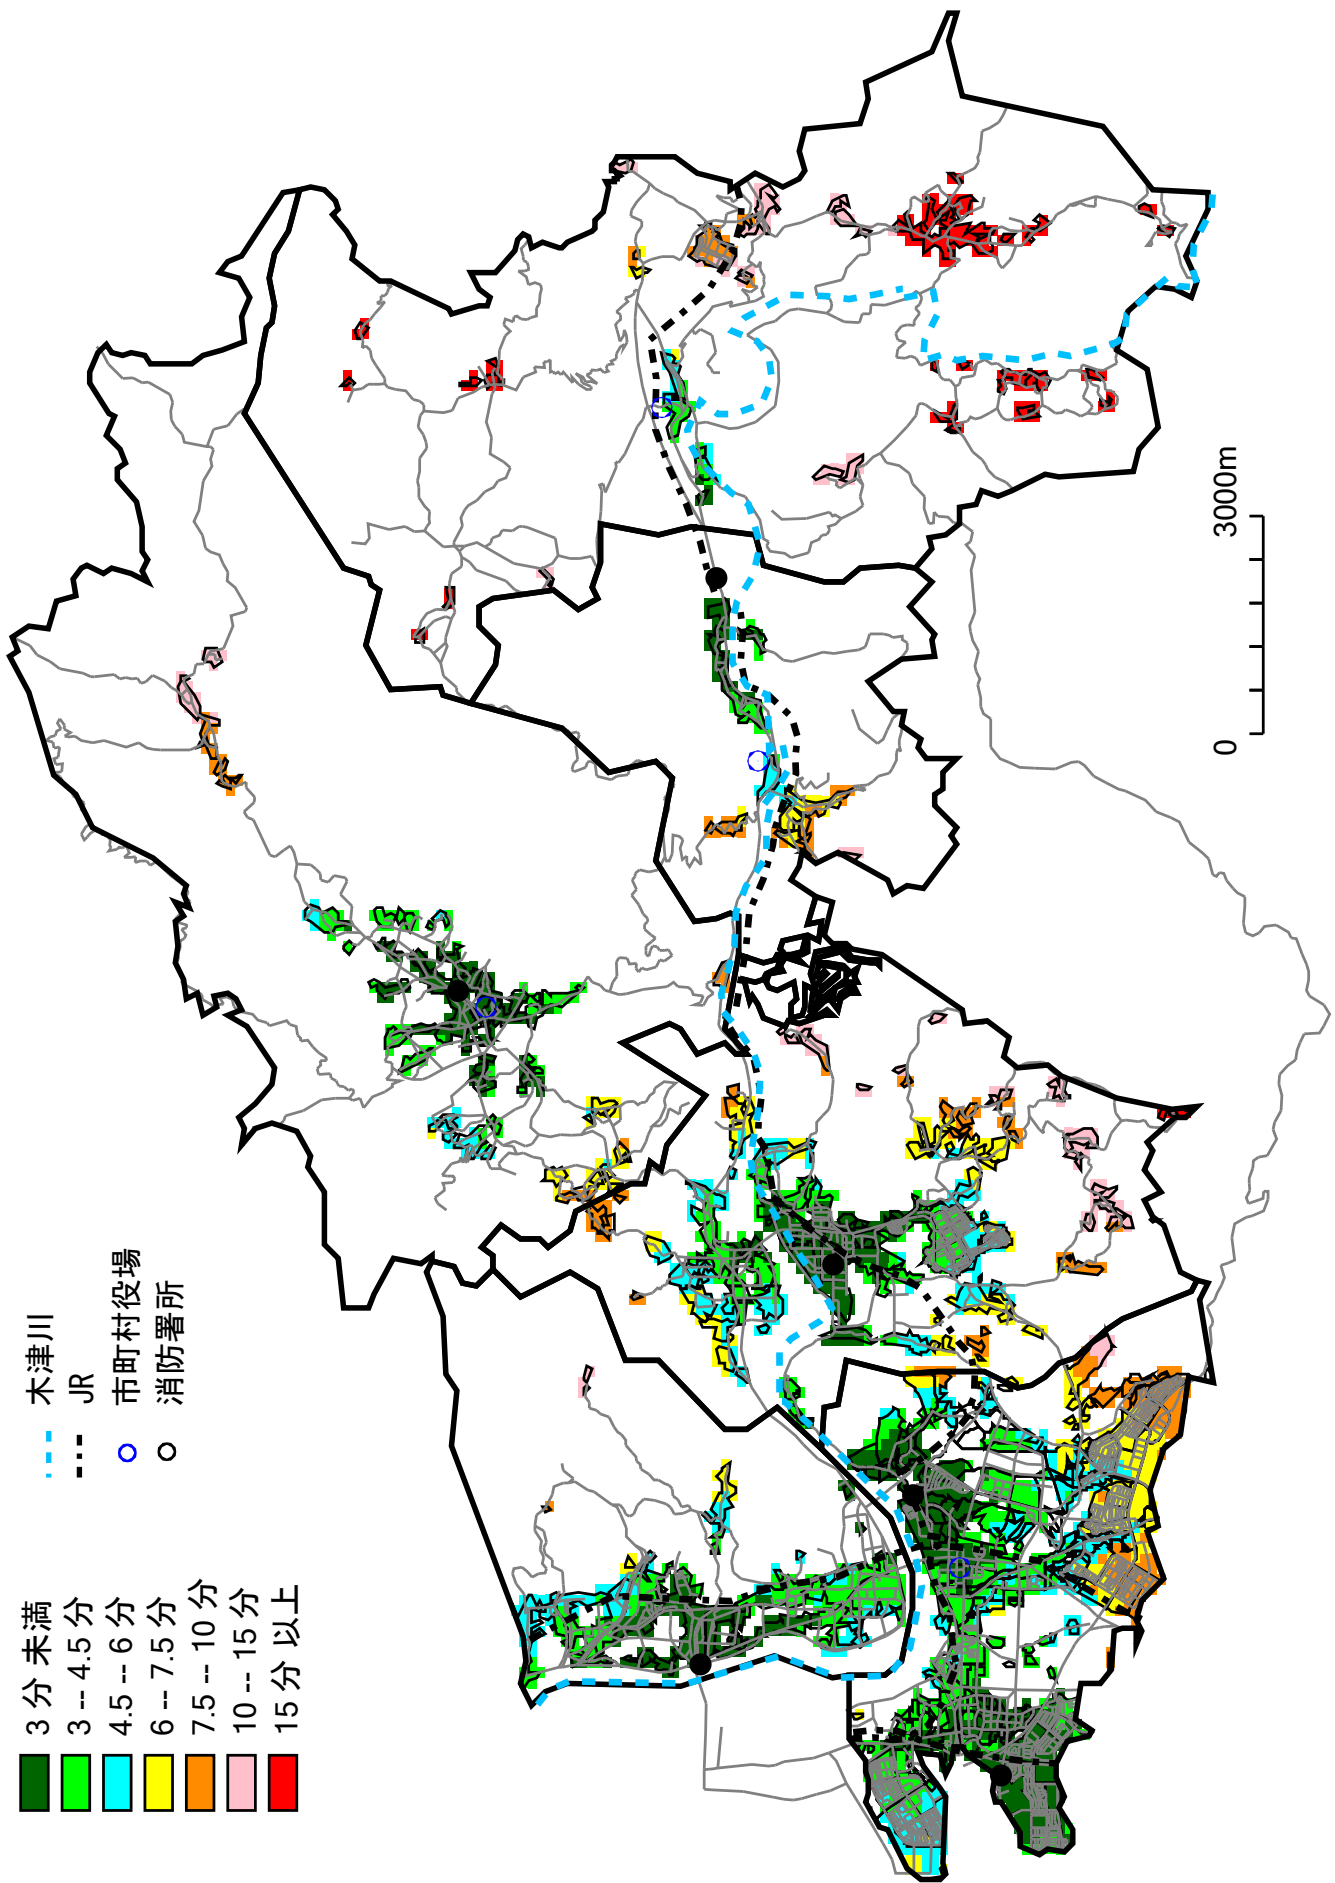 木津川
JR
市町村役場
消防署所
3分 未満
3 -- 4.5 分
4.5 -- 6 分
6 -- 7.5 分
7.5 -- 10 分
10 --- 15 分
15 分 以上
0 3000m